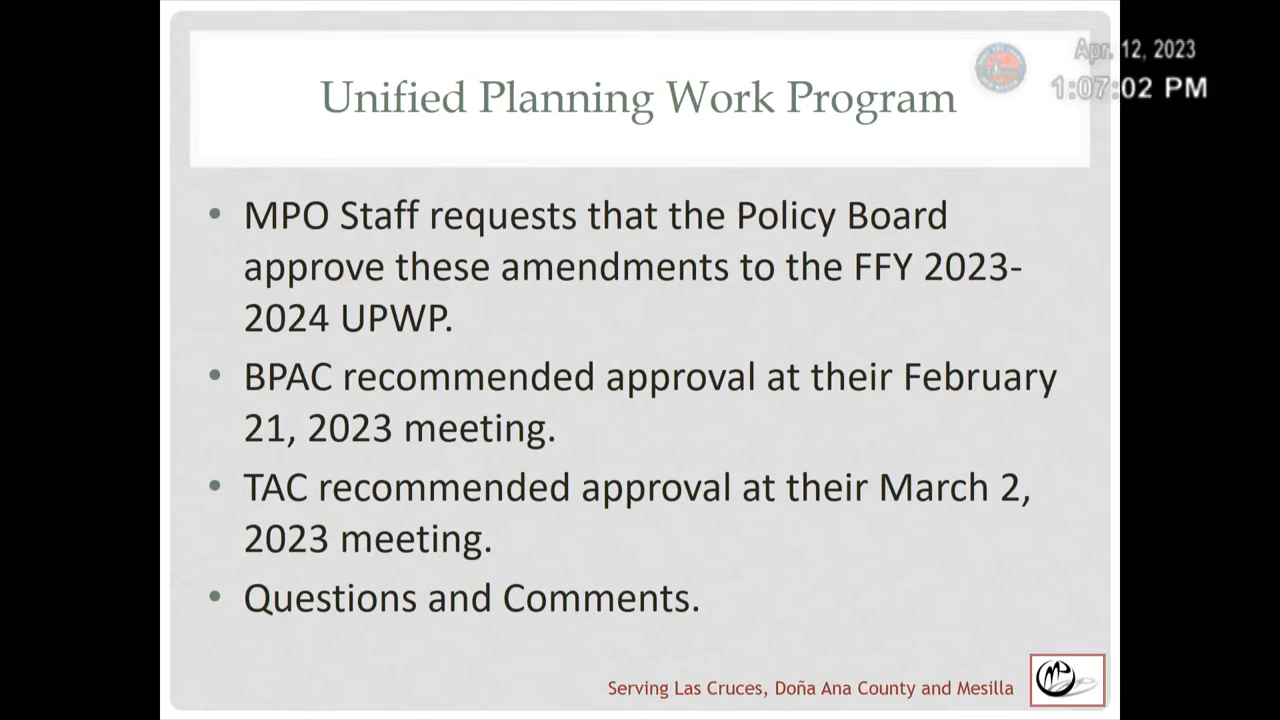 Apr. 12, 2023
1:07:02 PM
Unified Planning Work Program
• MPO Staff requests that the Policy Board
approve these amendments to the FFY 2023-
2024 UPWP.
• BPAC recommended approval at their February
21, 2023 meeting.
• TAC recommended approval at their March 2,
2023 meeting.
• Questions and Comments.
Serving Las Cruces, Doña Ana County and Mesilla